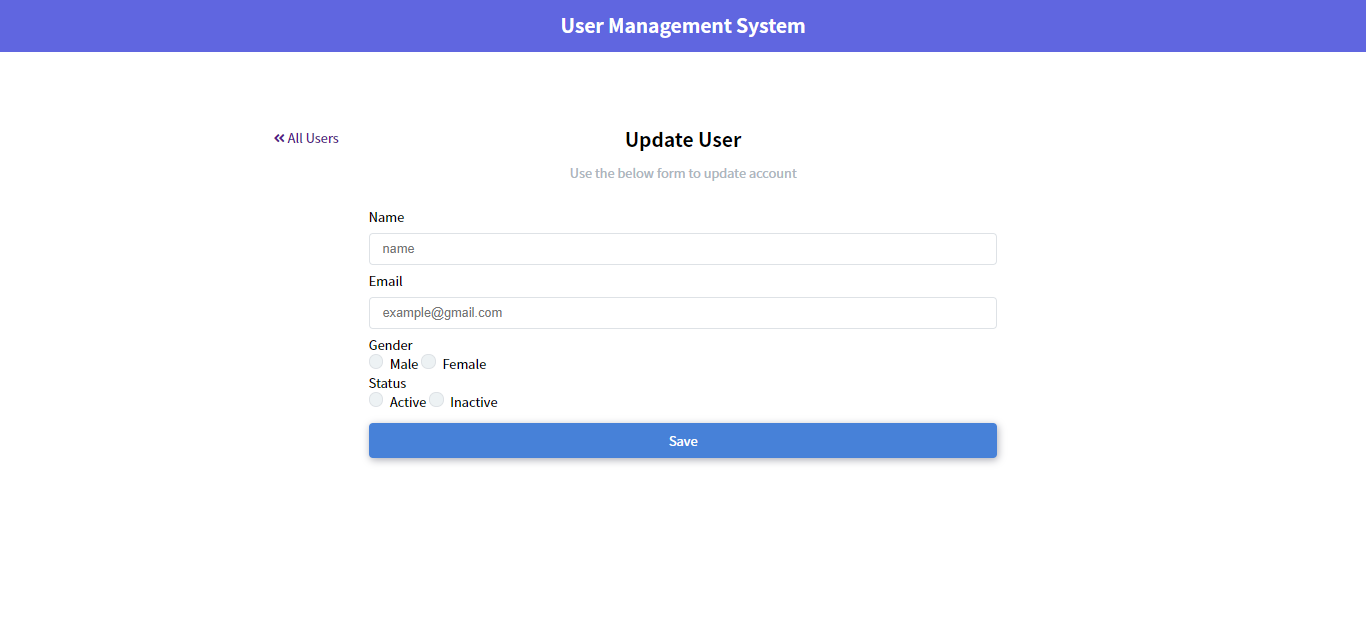 User Management System
All Users
Update User
Use the below form to update account
Name
name
Email
example@gmail.com
Gender
Male Female
Status
Active Inactive
Save